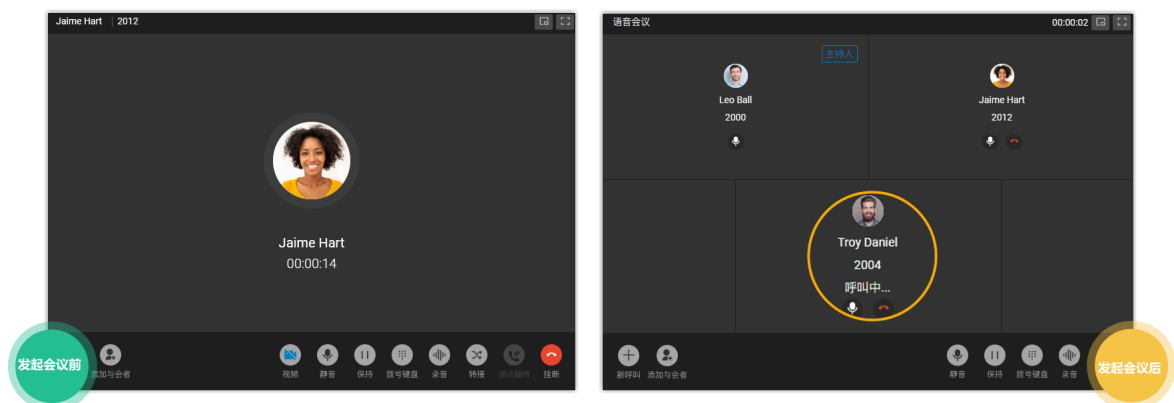 Jaime Hart | 2012
Jaime Hart
00:00:14
发起会议前
添加与会者
视频
静音
保持
拨号键盘
录音
转接
通话翻转
挂断
语音会议
00:00:02
主持人
Leo Ball
2000
Jaime Hart
2012
Troy Daniel
2004
呼叫中...
新呼叫
添加与会者
静音
保持
拨号键盘
录音
发起会议后